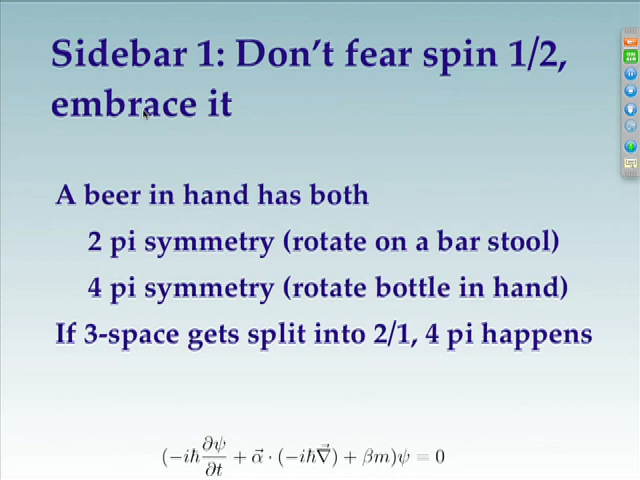 Sidebar 1: Don't fear spin 1/2,
embrace it
A beer in hand has both
2 pi symmetry (rotate on a bar stool)
4 pi symmetry (rotate bottle in hand)
If 3-space gets split into 2/1, 4 pi happens
(−iħ ∂ψ/∂t + α⃗ · (−iħ∇⃗) + βm)ψ = 0